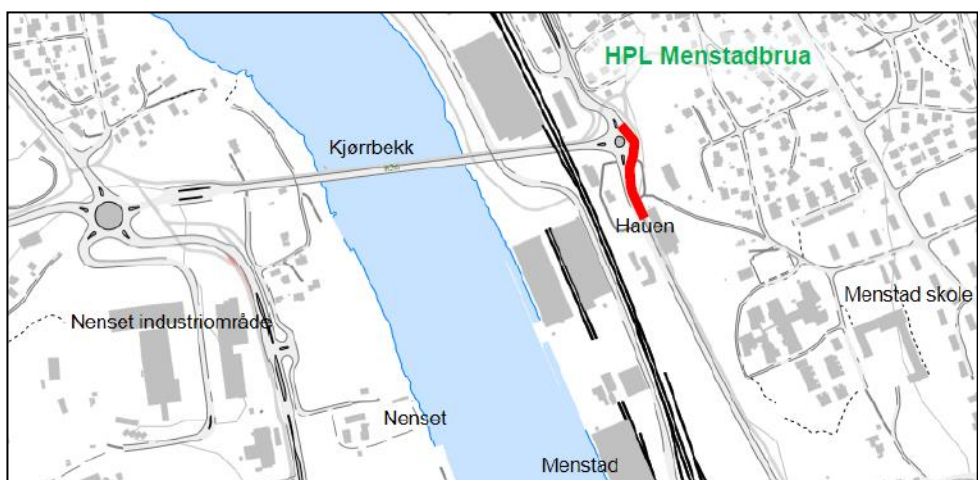 HPL Menstadbrua
Kjørrbekk
Hauen
Menstad skole
Nenset industriområde
Nenset
Menstad